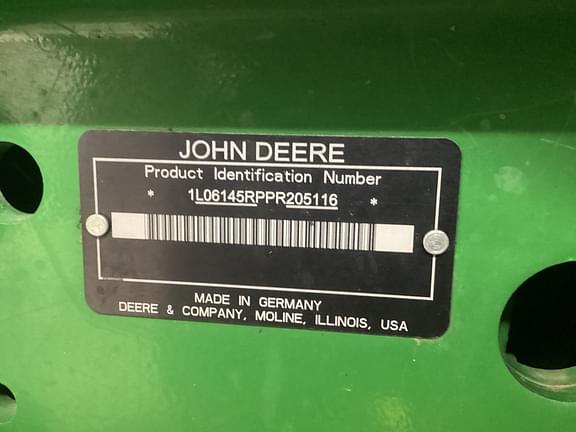 JOHN DEERE
Product Identification Number
* 1L06145RPPR205116 *
MADE IN GERMANY
DEERE & COMPANY, MOLINE, ILLINOIS, USA